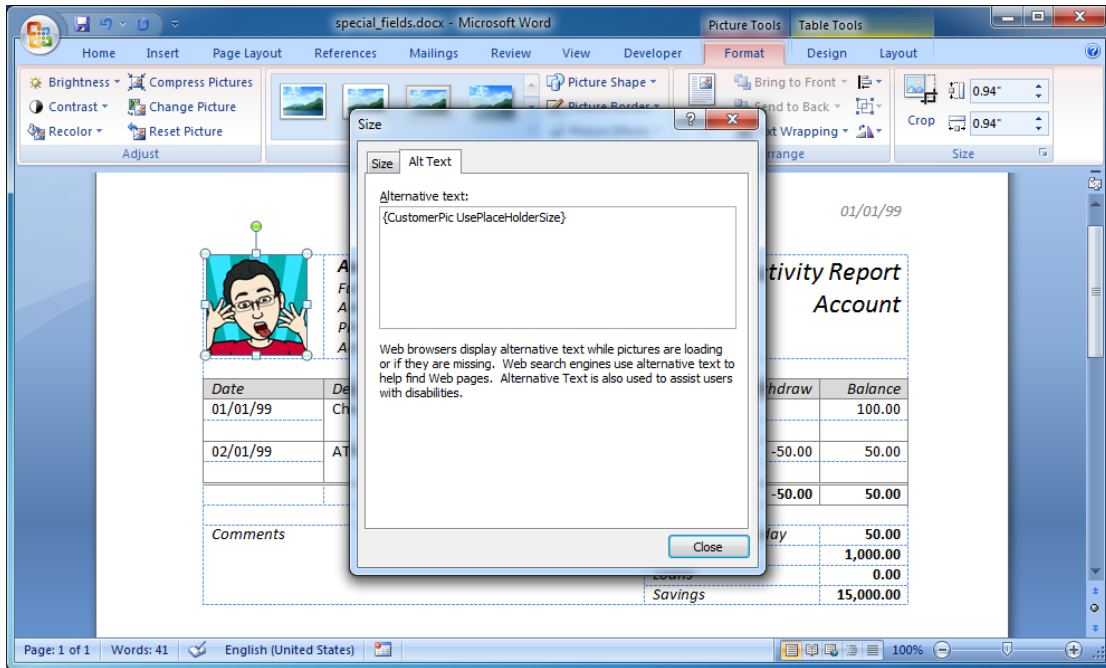 special_fields.docx - Microsoft Word
Picture Tools
Table Tools
Home
Insert
Page Layout
References
Mailings
Review
View
Developer
Format
Design
Layout
Brightness
Compress Pictures
Picture Shape
Bring to Front
0.94"
Contrast
Change Picture
Picture Border
Send to Back
Crop
Recolor
Reset Picture
Text Wrapping
0.94"
Adjust
Size
Size
Size
Alt Text
Alternative text:
{CustomerPic UsePlaceHolderSize}
Web browsers display alternative text while pictures are loading
or if they are missing. Web search engines use alternative text to
help find Web pages. Alternative Text is also used to assist users
with disabilities.
Close
01/01/99
Report
Account
Date
Balance
01/01/99
100.00
02/01/99
-50.00
50.00
-50.00
50.00
Comments
50.00
1,000.00
Loans
0.00
Savings
15,000.00
Page: 1 of 1
Words: 41
English (United States)
100%